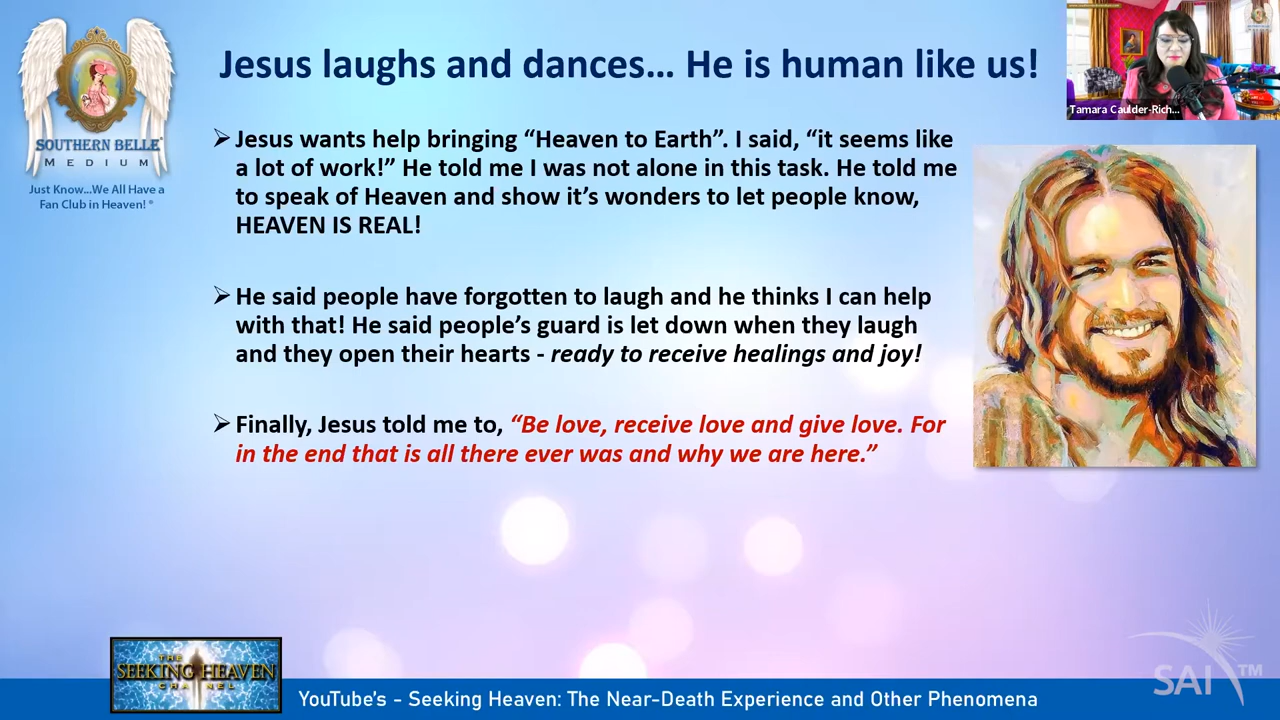 Jesus laughs and dances... He is human like us!
Tamara Caulder-Rich...
SOUTHERN BELLE®
MEDIUM
Just Know...We All Have a
Fan Club in Heaven! ®
➢ Jesus wants help bringing “Heaven to Earth”. I said, “it seems like
a lot of work!” He told me I was not alone in this task. He told me
to speak of Heaven and show it’s wonders to let people know,
HEAVEN IS REAL!
➢ He said people have forgotten to laugh and he thinks I can help
with that! He said people’s guard is let down when they laugh
and they open their hearts - ready to receive healings and joy!
➢ Finally, Jesus told me to, “Be love, receive love and give love. For
in the end that is all there ever was and why we are here.”
THE
SEEKING HEAVEN
CHANNEL
YouTube's - Seeking Heaven: The Near-Death Experience and Other Phenomena
SAI™